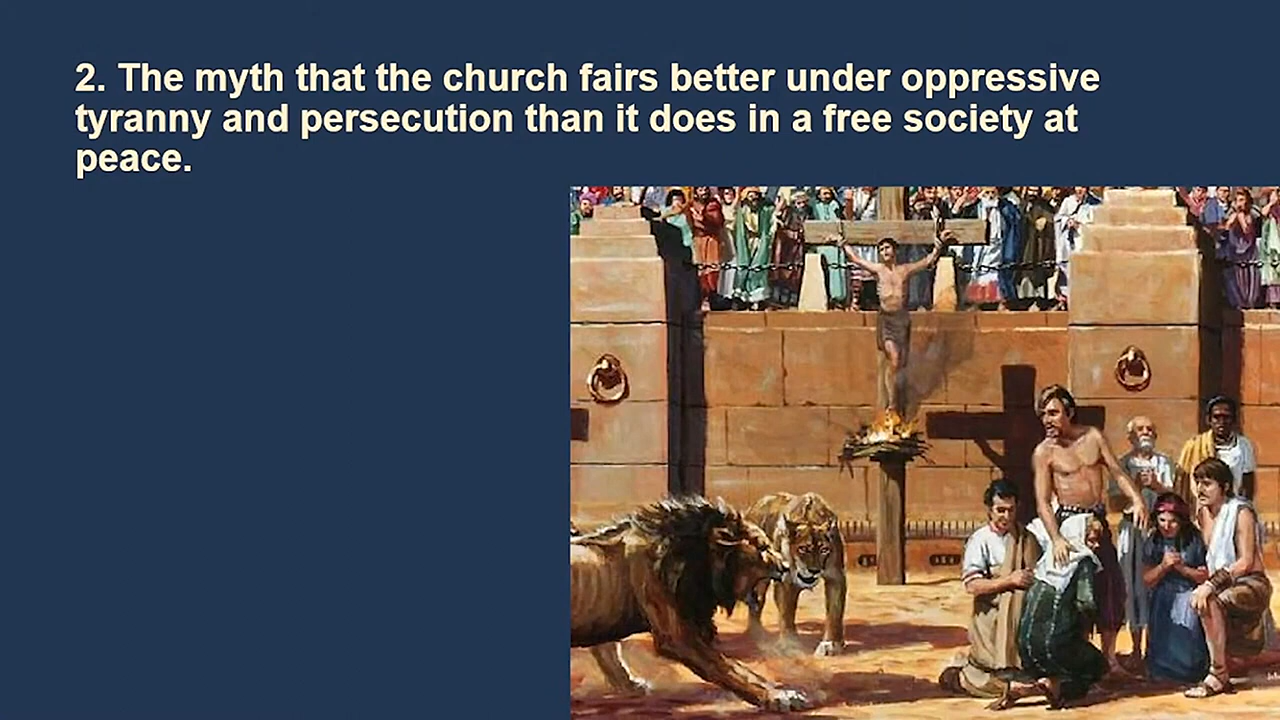 2. The myth that the church fairs better under oppressive
tyranny and persecution than it does in a free society at
peace.